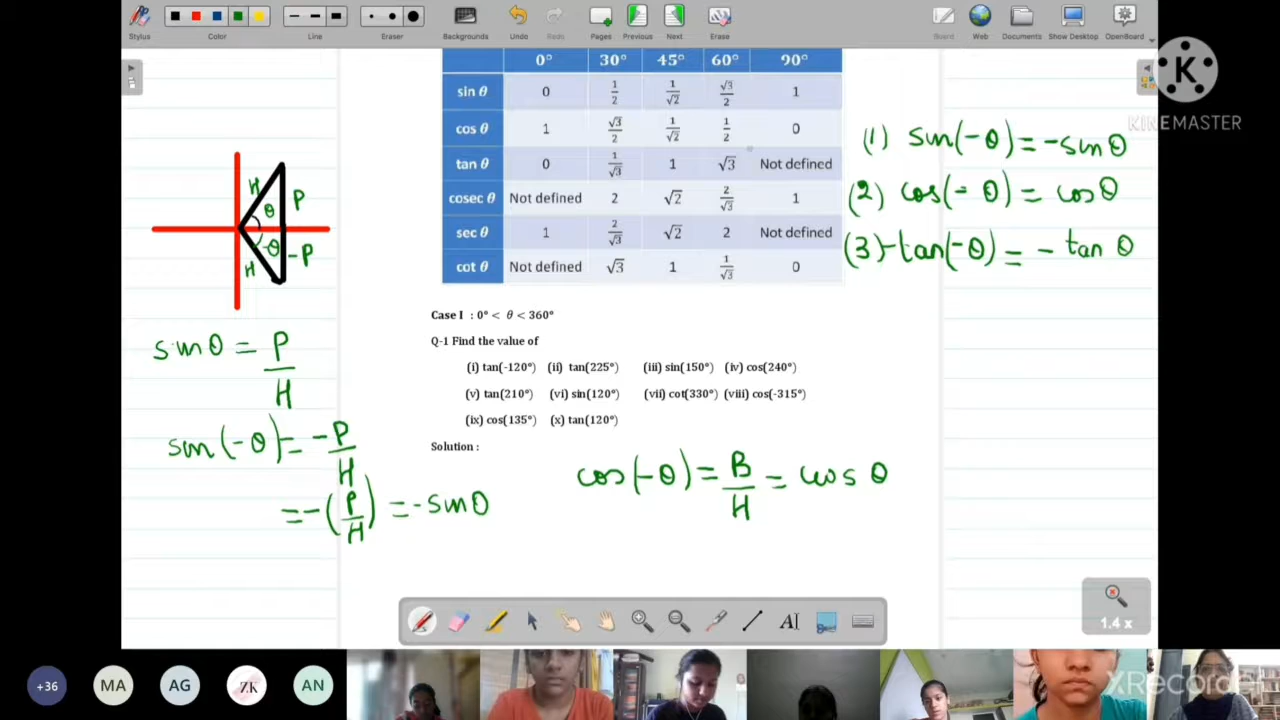 Stylus Color Line Eraser Backgrounds Undo Redo Pages Previous Next Erase Board Web Documents Show Desktop OpenBoard
K
KINEMASTER
0° 30° 45° 60° 90°
sin θ 0 1/2 1/√2 √3/2 1
cos θ 1 √3/2 1/√2 1/2 0
tan θ 0 1/√3 1 √3 Not defined
cosec θ Not defined 2 √2 2/√3 1
sec θ 1 2/√3 √2 2 Not defined
cot θ Not defined √3 1 1/√3 0
(1) sin(-θ)=-sin θ
(2) cos(-θ) = cos θ
(3) tan(-θ) = - tan θ
H θ P
H -θ -P
Case I : 0° < θ < 360°
Q-1 Find the value of
(i) tan(-120°) (ii) tan(225°) (iii) sin(150°) (iv) cos(240°)
(v) tan(210°) (vi) sin(120°) (vii) cot(330°) (viii) cos(-315°)
(ix) cos(135°) (x) tan(120°)
Solution :
sin θ = P/H
sin(-θ) = -P/H
= -(P/H) = -sin θ
cos(-θ) = B/H = cos θ
1.4 x
+36 MA AG ZK AN